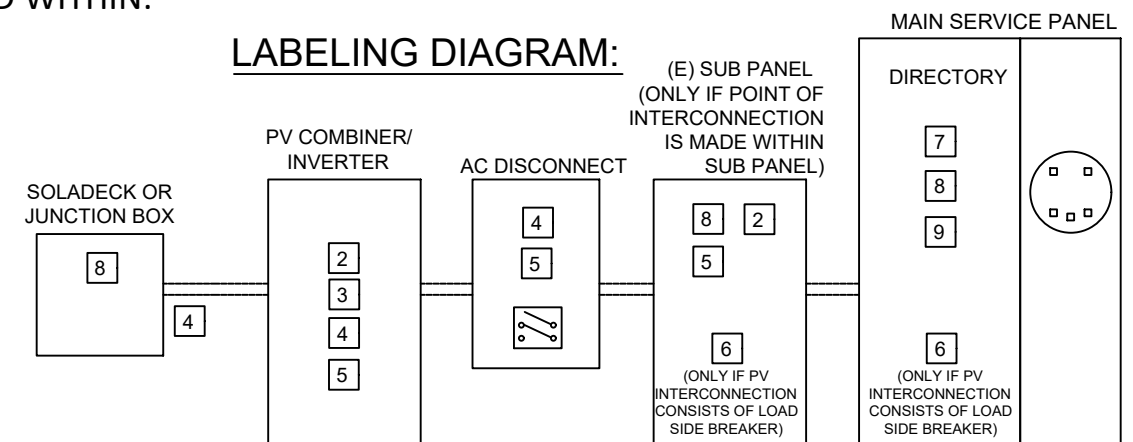 D WITHIN.
LABELING DIAGRAM:
SOLADECK OR
JUNCTION BOX
8
4
PV COMBINER/
INVERTER
2
3
4
5
AC DISCONNECT
4
5
(E) SUB PANEL
(ONLY IF POINT OF
INTERCONNECTION
IS MADE WITHIN
SUB PANEL)
8 2
5
6
(ONLY IF PV
INTERCONNECTION
CONSISTS OF LOAD
SIDE BREAKER)
MAIN SERVICE PANEL
DIRECTORY
7
8
9
6
(ONLY IF PV
INTERCONNECTION
CONSISTS OF LOAD
SIDE BREAKER)